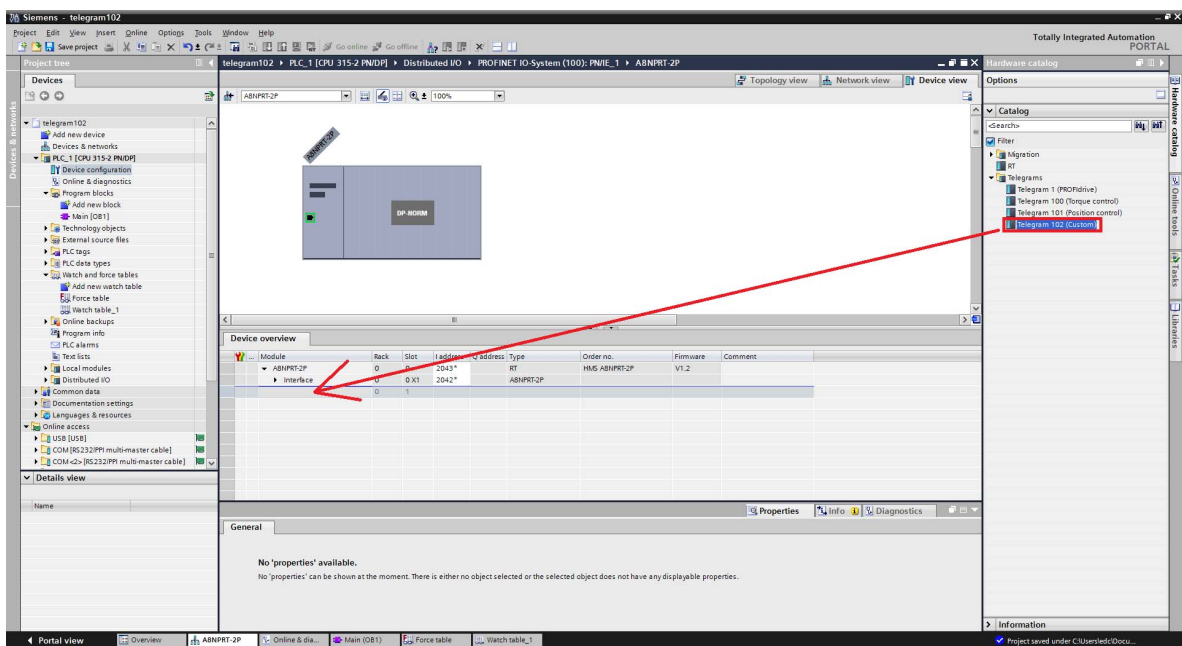 Siemens - telegram102
Project Edit View Insert Online Options Tools Window Help
Save project Go online Go offline
Totally Integrated Automation
PORTAL
Project tree
Devices
telegram102
Add new device
Devices & networks
PLC_1 [CPU 315-2 PN/DP]
Device configuration
Online & diagnostics
Program blocks
Add new block
Main [OB1]
Technology objects
External source files
PLC tags
PLC data types
Watch and force tables
Add new watch table
Force table
Watch table_1
Online backups
Program info
PLC alarms
Text lists
Local modules
Distributed I/O
Common data
Documentation settings
Languages & resources
Online access
USB [USB]
COM [RS232/PPI multi-master cable]
COM <2> [RS232/PPI multi-master cable]
Details view
Name
Devices & networks
telegram102 PLC_1 [CPU 315-2 PN/DP] Distributed I/O PROFINET IO-System (100): PN/IE_1 ABNPRT-2P
Topology view Network view Device view
ABNPRT-2P 100%
ABNPRT-2P
DP-NORM
Device overview
... Module Rack Slot I address Q address Type Order no. Firmware Comment
ABNPRT-2P 0 0 2043* RT HMS ABNPRT-2P V1.2
Interface 0 0 X1 2042* ABNPRT-2P
0 1
Properties Info Diagnostics
General
No 'properties' available.
No 'properties' can be shown at the moment. There is either no object selected or the selected object does not have any displayable properties.
Hardware catalog
Options
Catalog
<Search>
Filter
Migration
RT
Telegrams
Telegram 1 (PROFIdrive)
Telegram 100 (Torque control)
Telegram 101 (Position control)
Telegram 102 (Custom)
Information
Hardware catalog
Online tools
Tasks
Libraries
Portal view Overview ABNPRT-2P Online & dia... Main (OB1) Force table Watch table_1
Project saved under C:\Users\edc\Docu...